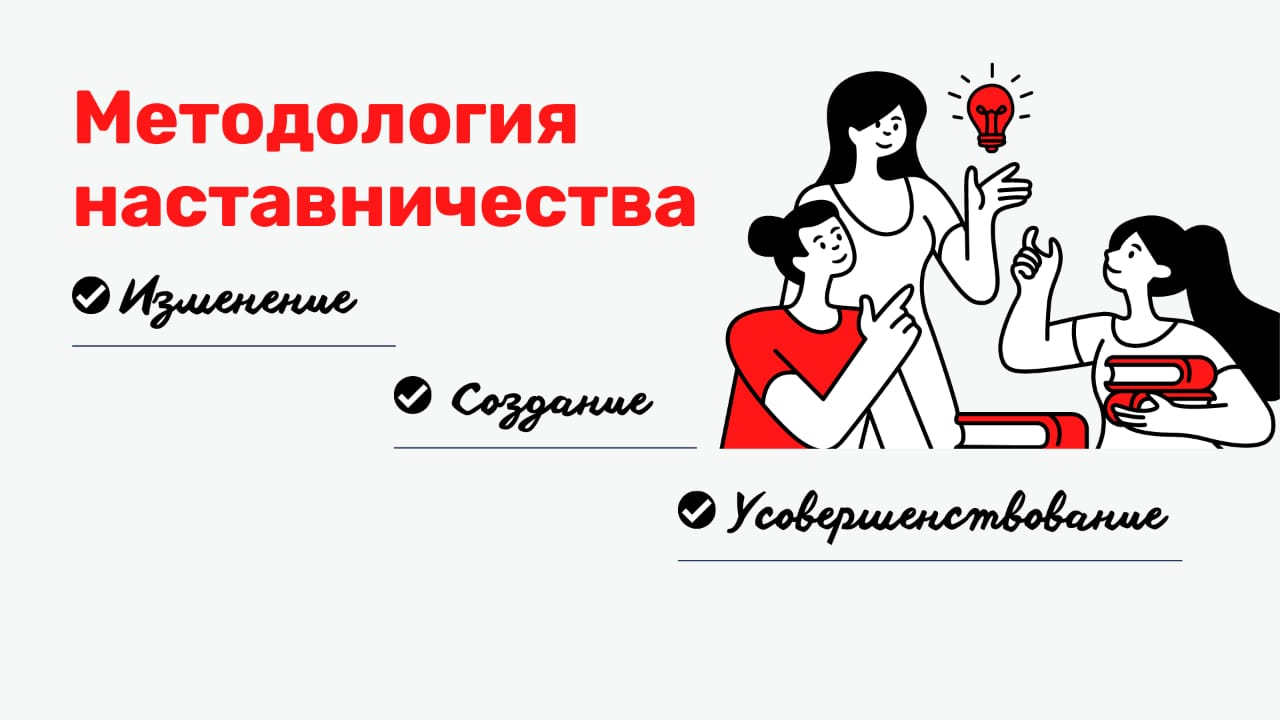 Методология
наставничества
Изменение
Создание
Усовершенствование